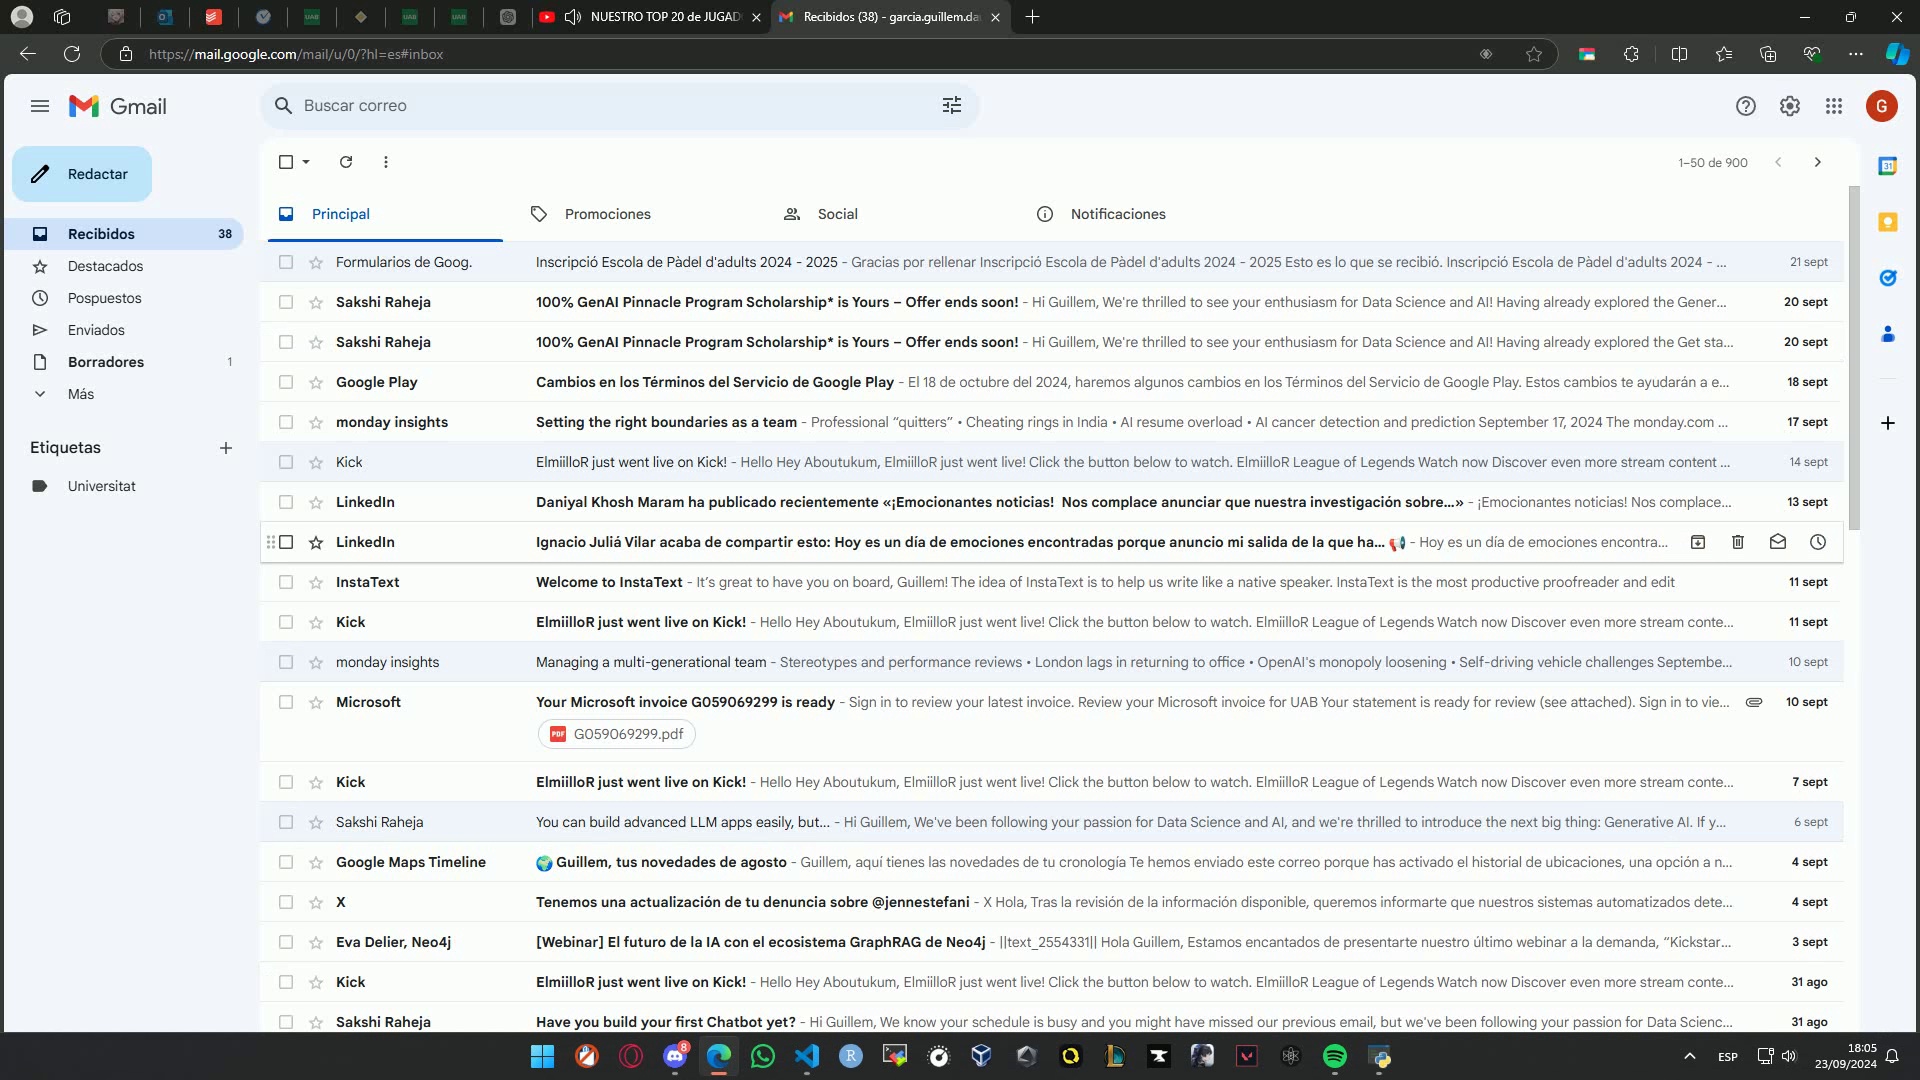 NUESTRO TOP 20 de JUGAD
Recibidos (38) - garcia.guillem.da
https://mail.google.com/mail/u/0/?hl=es#inbox
Gmail
Buscar correo
G
Redactar
1–50 de 900
Principal
Promociones
Social
Notificaciones
Recibidos 38
Destacados
Pospuestos
Enviados
Borradores 1
Más
Etiquetas
Universitat
Formularios de Goog. Inscripció Escola de Pàdel d'adults 2024 - 2025 - Gracias por rellenar Inscripció Escola de Pàdel d'adults 2024 - 2025 Esto es lo que se recibió. Inscripció Escola de Pàdel d'adults 2024 - ... 21 sept
Sakshi Raheja 100% GenAI Pinnacle Program Scholarship* is Yours – Offer ends soon! - Hi Guillem, We're thrilled to see your enthusiasm for Data Science and AI! Having already explored the Gener... 20 sept
Sakshi Raheja 100% GenAI Pinnacle Program Scholarship* is Yours – Offer ends soon! - Hi Guillem, We're thrilled to see your enthusiasm for Data Science and AI! Having already explored the Get sta... 20 sept
Google Play Cambios en los Términos del Servicio de Google Play - El 18 de octubre del 2024, haremos algunos cambios en los Términos del Servicio de Google Play. Estos cambios te ayudarán a e... 18 sept
monday insights Setting the right boundaries as a team - Professional “quitters” • Cheating rings in India • AI resume overload • AI cancer detection and prediction September 17, 2024 The monday.com ... 17 sept
Kick ElmiilloR just went live on Kick! - Hello Hey Aboutukum, ElmiilloR just went live! Click the button below to watch. ElmiilloR League of Legends Watch now Discover even more stream content ... 14 sept
LinkedIn Daniyal Khosh Maram ha publicado recientemente «¡Emocionantes noticias! Nos complace anunciar que nuestra investigación sobre...» - ¡Emocionantes noticias! Nos complace... 13 sept
LinkedIn Ignacio Juliá Vilar acaba de compartir esto: Hoy es un día de emociones encontradas porque anuncio mi salida de la que ha... 📢 - Hoy es un día de emociones encontra...
InstaText Welcome to InstaText - It’s great to have you on board, Guillem! The idea of InstaText is to help us write like a native speaker. InstaText is the most productive proofreader and edit 11 sept
Kick ElmiilloR just went live on Kick! - Hello Hey Aboutukum, ElmiilloR just went live! Click the button below to watch. ElmiilloR League of Legends Watch now Discover even more stream conte... 11 sept
monday insights Managing a multi-generational team - Stereotypes and performance reviews • London lags in returning to office • OpenAI's monopoly loosening • Self-driving vehicle challenges Septembe... 10 sept
Microsoft Your Microsoft invoice G059069299 is ready - Sign in to review your latest invoice. Review your Microsoft invoice for UAB Your statement is ready for review (see attached). Sign in to vie... 10 sept
PDF G059069299.pdf
Kick ElmiilloR just went live on Kick! - Hello Hey Aboutukum, ElmiilloR just went live! Click the button below to watch. ElmiilloR League of Legends Watch now Discover even more stream conte... 7 sept
Sakshi Raheja You can build advanced LLM apps easily, but... - Hi Guillem, We've been following your passion for Data Science and AI, and we're thrilled to introduce the next big thing: Generative AI. If y... 6 sept
Google Maps Timeline 🌍 Guillem, tus novedades de agosto - Guillem, aquí tienes las novedades de tu cronología Te hemos enviado este correo porque has activado el historial de ubicaciones, una opción a n... 4 sept
X Tenemos una actualización de tu denuncia sobre @jennestefani - X Hola, Tras la revisión de la información disponible, queremos informarte que nuestros sistemas automatizados dete... 4 sept
Eva Delier, Neo4j [Webinar] El futuro de la IA con el ecosistema GraphRAG de Neo4j - ||text_2554331|| Hola Guillem, Estamos encantados de presentarte nuestro último webinar a la demanda, “Kickstar... 3 sept
Kick ElmiilloR just went live on Kick! - Hello Hey Aboutukum, ElmiilloR just went live! Click the button below to watch. ElmiilloR League of Legends Watch now Discover even more stream conte... 31 ago
Sakshi Raheja Have you build your first Chatbot yet? - Hi Guillem, We know your schedule is busy and you might have missed our previous email, but we've been following your passion for Data Scienc... 31 ago
8
ESP
18:05
23/09/2024